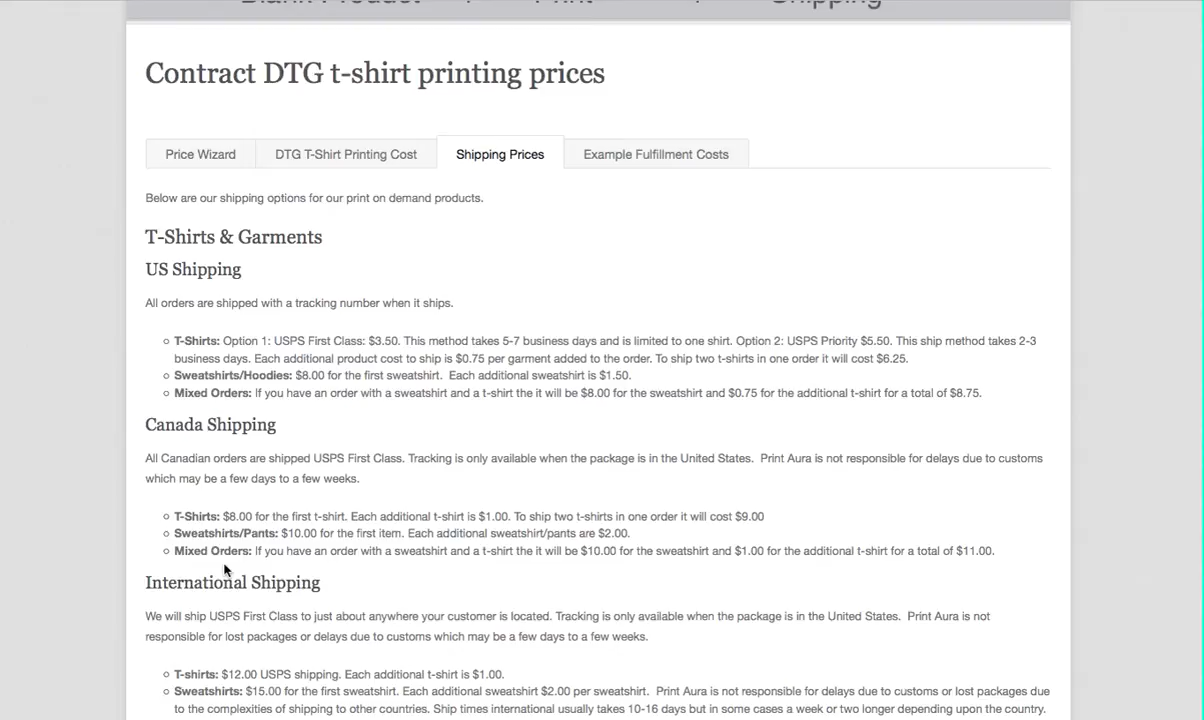 Blank Product / Print / Shipping
Contract DTG t-shirt printing prices
Price Wizard DTG T-Shirt Printing Cost Shipping Prices Example Fulfillment Costs
Below are our shipping options for our print on demand products.
T-Shirts & Garments
US Shipping
All orders are shipped with a tracking number when it ships.
T-Shirts: Option 1: USPS First Class: $3.50. This method takes 5-7 business days and is limited to one shirt. Option 2: USPS Priority $5.50. This ship method takes 2-3
business days. Each additional product cost to ship is $0.75 per garment added to the order. To ship two t-shirts in one order it will cost $6.25.
Sweatshirts/Hoodies: $8.00 for the first sweatshirt. Each additional sweatshirt is $1.50.
Mixed Orders: If you have an order with a sweatshirt and a t-shirt the it will be $8.00 for the sweatshirt and $0.75 for the additional t-shirt for a total of $8.75.
Canada Shipping
All Canadian orders are shipped USPS First Class. Tracking is only available when the package is in the United States. Print Aura is not responsible for delays due to customs
which may be a few days to a few weeks.
T-Shirts: $8.00 for the first t-shirt. Each additional t-shirt is $1.00. To ship two t-shirts in one order it will cost $9.00
Sweatshirts/Pants: $10.00 for the first item. Each additional sweatshirt/pants are $2.00.
Mixed Orders: If you have an order with a sweatshirt and a t-shirt the it will be $10.00 for the sweatshirt and $1.00 for the additional t-shirt for a total of $11.00.
International Shipping
We will ship USPS First Class to just about anywhere your customer is located. Tracking is only available when the package is in the United States. Print Aura is not
responsible for lost packages or delays due to customs which may be a few days to a few weeks.
T-shirts: $12.00 USPS shipping. Each additional t-shirt is $1.00.
Sweatshirts: $15.00 for the first sweatshirt. Each additional sweatshirt $2.00 per sweatshirt. Print Aura is not responsible for delays due to customs or lost packages due
to the complexities of shipping to other countries. Ship times international usually takes 10-16 days but in some cases a week or two longer depending upon the country.